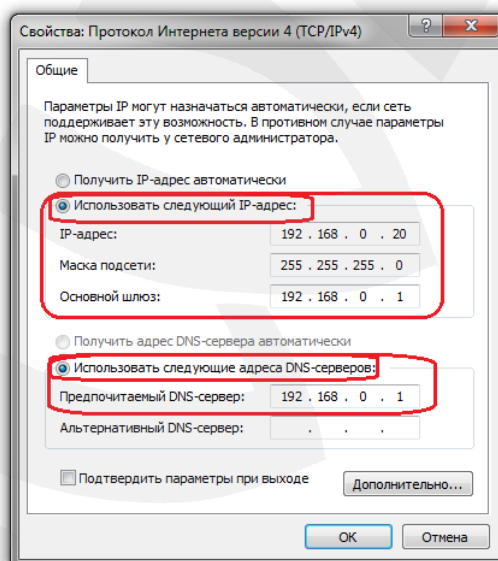 Свойства: Протокол Интернета версии 4 (TCP/IPv4)
Общие
Параметры IP могут назначаться автоматически, если сеть
поддерживает эту возможность. В противном случае параметры
IP можно получить у сетевого администратора.
Получить IP-адрес автоматически
Использовать следующий IP-адрес:
IP-адрес: 192 . 168 . 0 . 20
Маска подсети: 255 . 255 . 255 . 0
Основной шлюз: 192 . 168 . 0 . 1
Получить адрес DNS-сервера автоматически
Использовать следующие адреса DNS-серверов:
Предпочитаемый DNS-сервер: 192 . 168 . 0 . 1
Альтернативный DNS-сервер: . . .
Подтвердить параметры при выходе
Дополнительно...
OK Отмена